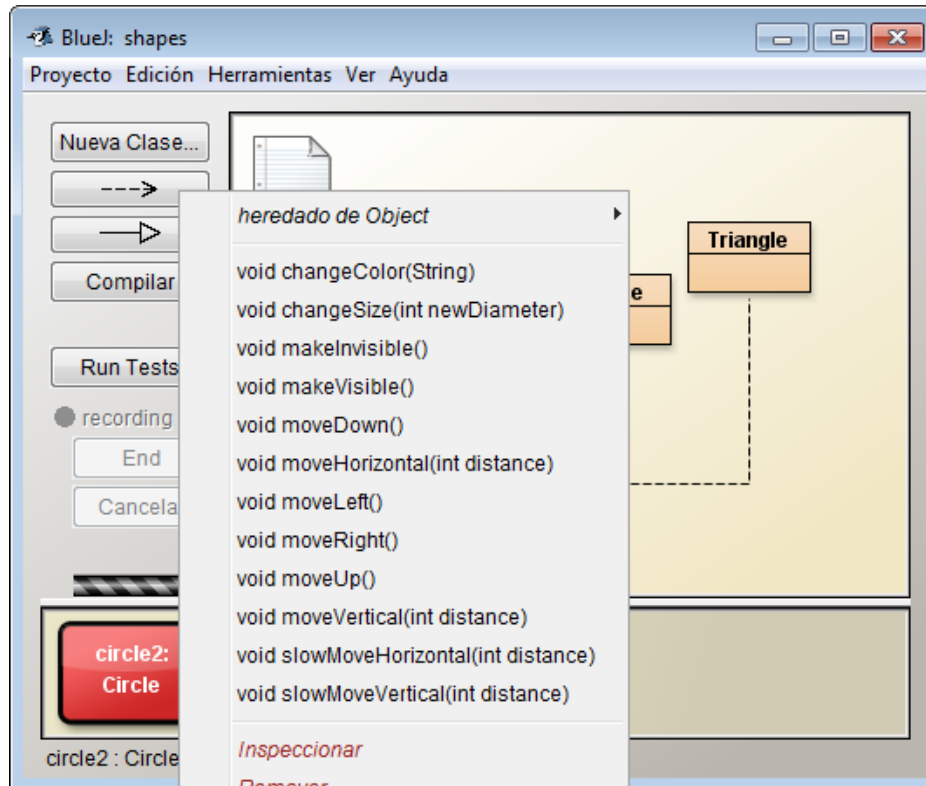 BlueJ: shapes
Proyecto Edición Herramientas Ver Ayuda
Nueva Clase...
Compilar
Run Tests
recording
End
Cancela
heredado de Object
void changeColor(String)
void changeSize(int newDiameter)
void makeInvisible()
void makeVisible()
void moveDown()
void moveHorizontal(int distance)
void moveLeft()
void moveRight()
void moveUp()
void moveVertical(int distance)
void slowMoveHorizontal(int distance)
void slowMoveVertical(int distance)
Inspeccionar
Remover
e
Triangle
circle2:
Circle
circle2 : Circle